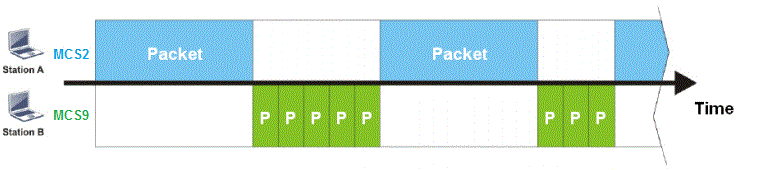 MCS2 Packet Packet
Station A
Time
MCS9 P P P P P P P P
Station B